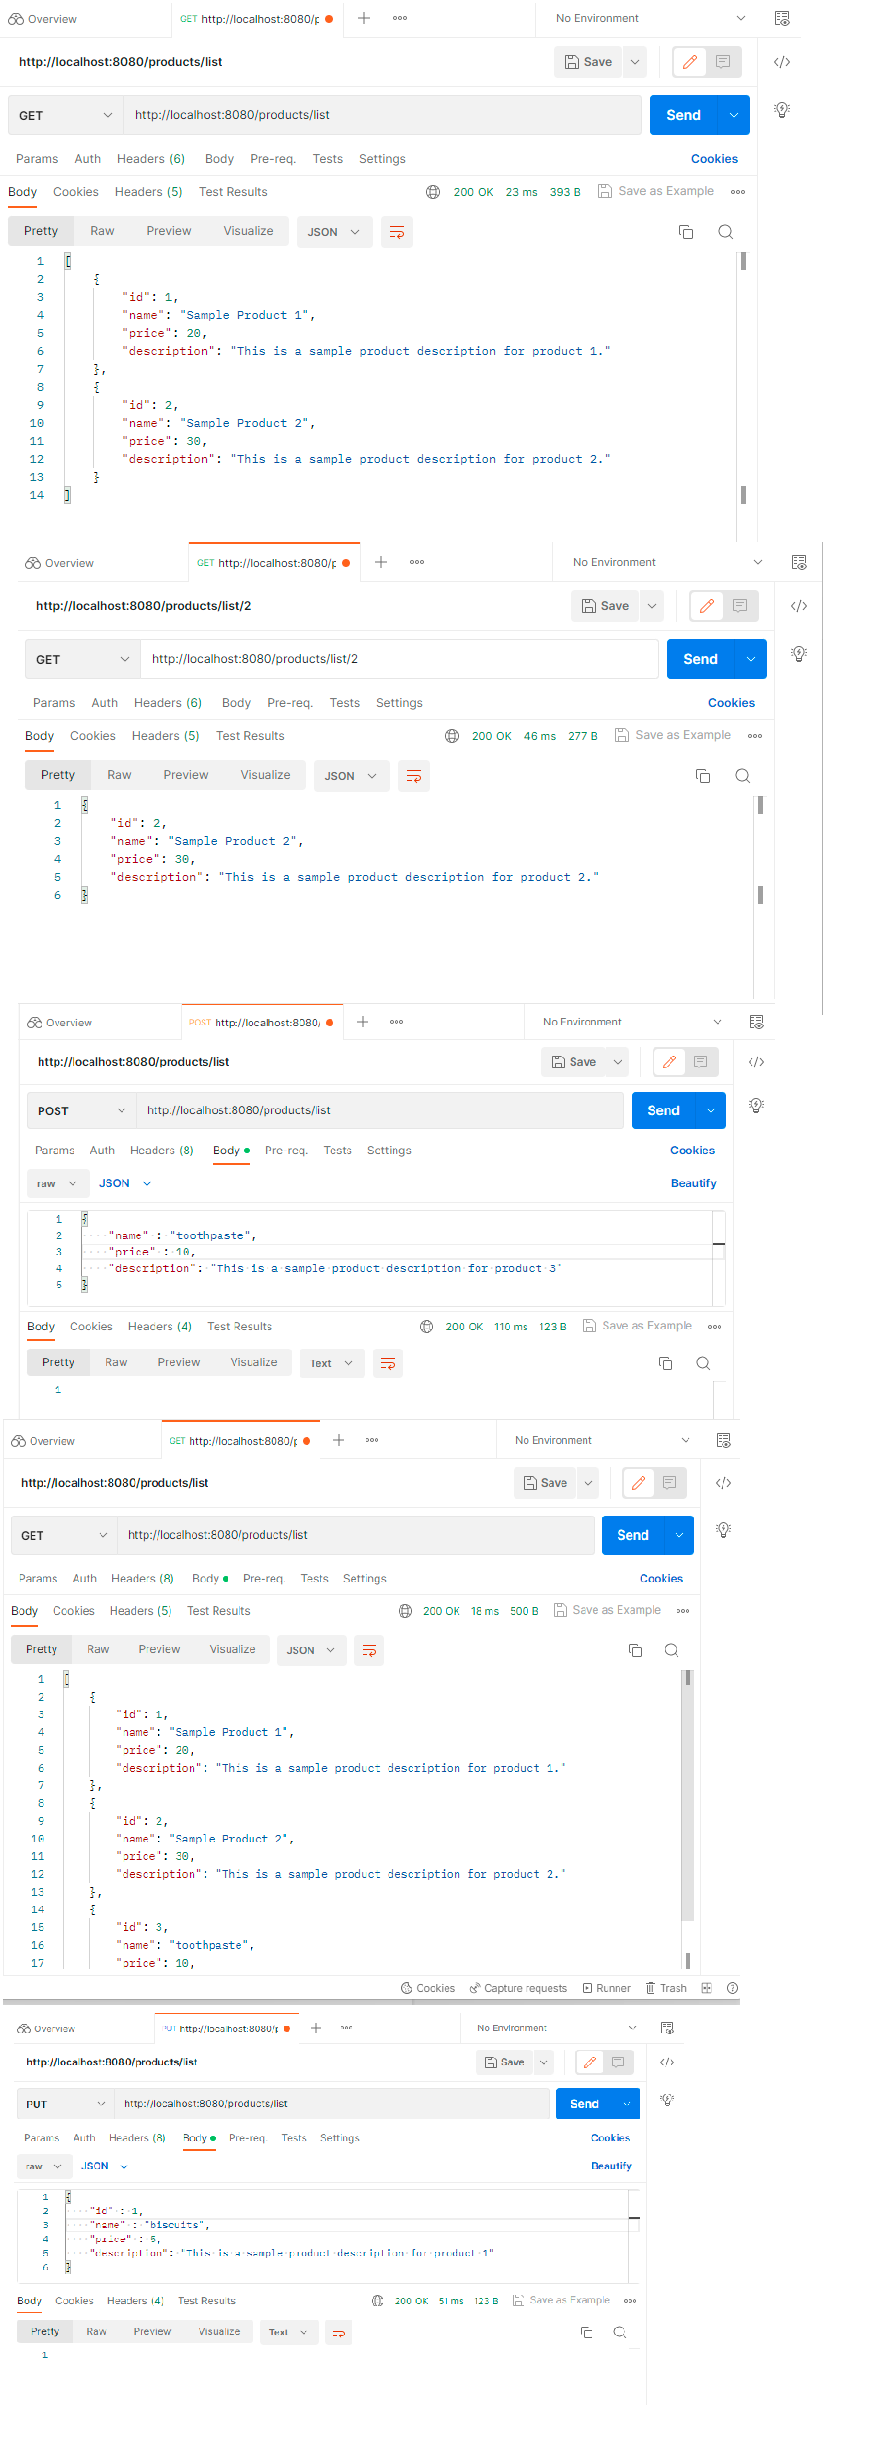 Overview GET http://localhost:8080/p No Environment
http://localhost:8080/products/list Save
GET http://localhost:8080/products/list Send
Params Auth Headers (6) Body Pre-req. Tests Settings Cookies
Body Cookies Headers (5) Test Results 200 OK 23 ms 393 B Save as Example
Pretty Raw Preview Visualize JSON
1 [
2 {
3 "id": 1,
4 "name": "Sample Product 1",
5 "price": 20,
6 "description": "This is a sample product description for product 1."
7 },
8 {
9 "id": 2,
10 "name": "Sample Product 2",
11 "price": 30,
12 "description": "This is a sample product description for product 2."
13 }
14 ]
Overview GET http://localhost:8080/p No Environment
http://localhost:8080/products/list/2 Save
GET http://localhost:8080/products/list/2 Send
Params Auth Headers (6) Body Pre-req. Tests Settings Cookies
Body Cookies Headers (5) Test Results 200 OK 46 ms 277 B Save as Example
Pretty Raw Preview Visualize JSON
1 {
2 "id": 2,
3 "name": "Sample Product 2",
4 "price": 30,
5 "description": "This is a sample product description for product 2."
6 }
Overview POST http://localhost:8080/ No Environment
http://localhost:8080/products/list Save
POST http://localhost:8080/products/list Send
Params Auth Headers (8) Body Pre-req. Tests Settings Cookies
raw JSON Beautify
1 {
2 "name" : "toothpaste",
3 "price" : 10,
4 "description": "This is a sample product description for product 3"
5 }
Body Cookies Headers (4) Test Results 200 OK 110 ms 123 B Save as Example
Pretty Raw Preview Visualize Text
1
Overview GET http://localhost:8080/p No Environment
http://localhost:8080/products/list Save
GET http://localhost:8080/products/list Send
Params Auth Headers (8) Body Pre-req. Tests Settings Cookies
Body Cookies Headers (5) Test Results 200 OK 18 ms 500 B Save as Example
Pretty Raw Preview Visualize JSON
1 [
2 {
3 "id": 1,
4 "name": "Sample Product 1",
5 "price": 20,
6 "description": "This is a sample product description for product 1."
7 },
8 {
9 "id": 2,
10 "name": "Sample Product 2",
11 "price": 30,
12 "description": "This is a sample product description for product 2."
13 },
14 {
15 "id": 3,
16 "name": "toothpaste",
17 "price": 10,
Cookies Capture requests Runner Trash
Overview PUT http://localhost:8080/p No Environment
http://localhost:8080/products/list Save
PUT http://localhost:8080/products/list Send
Params Auth Headers (8) Body Pre-req. Tests Settings Cookies
raw JSON Beautify
1 {
2 "id" : 1,
3 "name" : "biscuits",
4 "price" : 5,
5 "description": "This is a sample product description for product 1"
6 }
Body Cookies Headers (4) Test Results 200 OK 51 ms 123 B Save as Example
Pretty Raw Preview Visualize Text
1